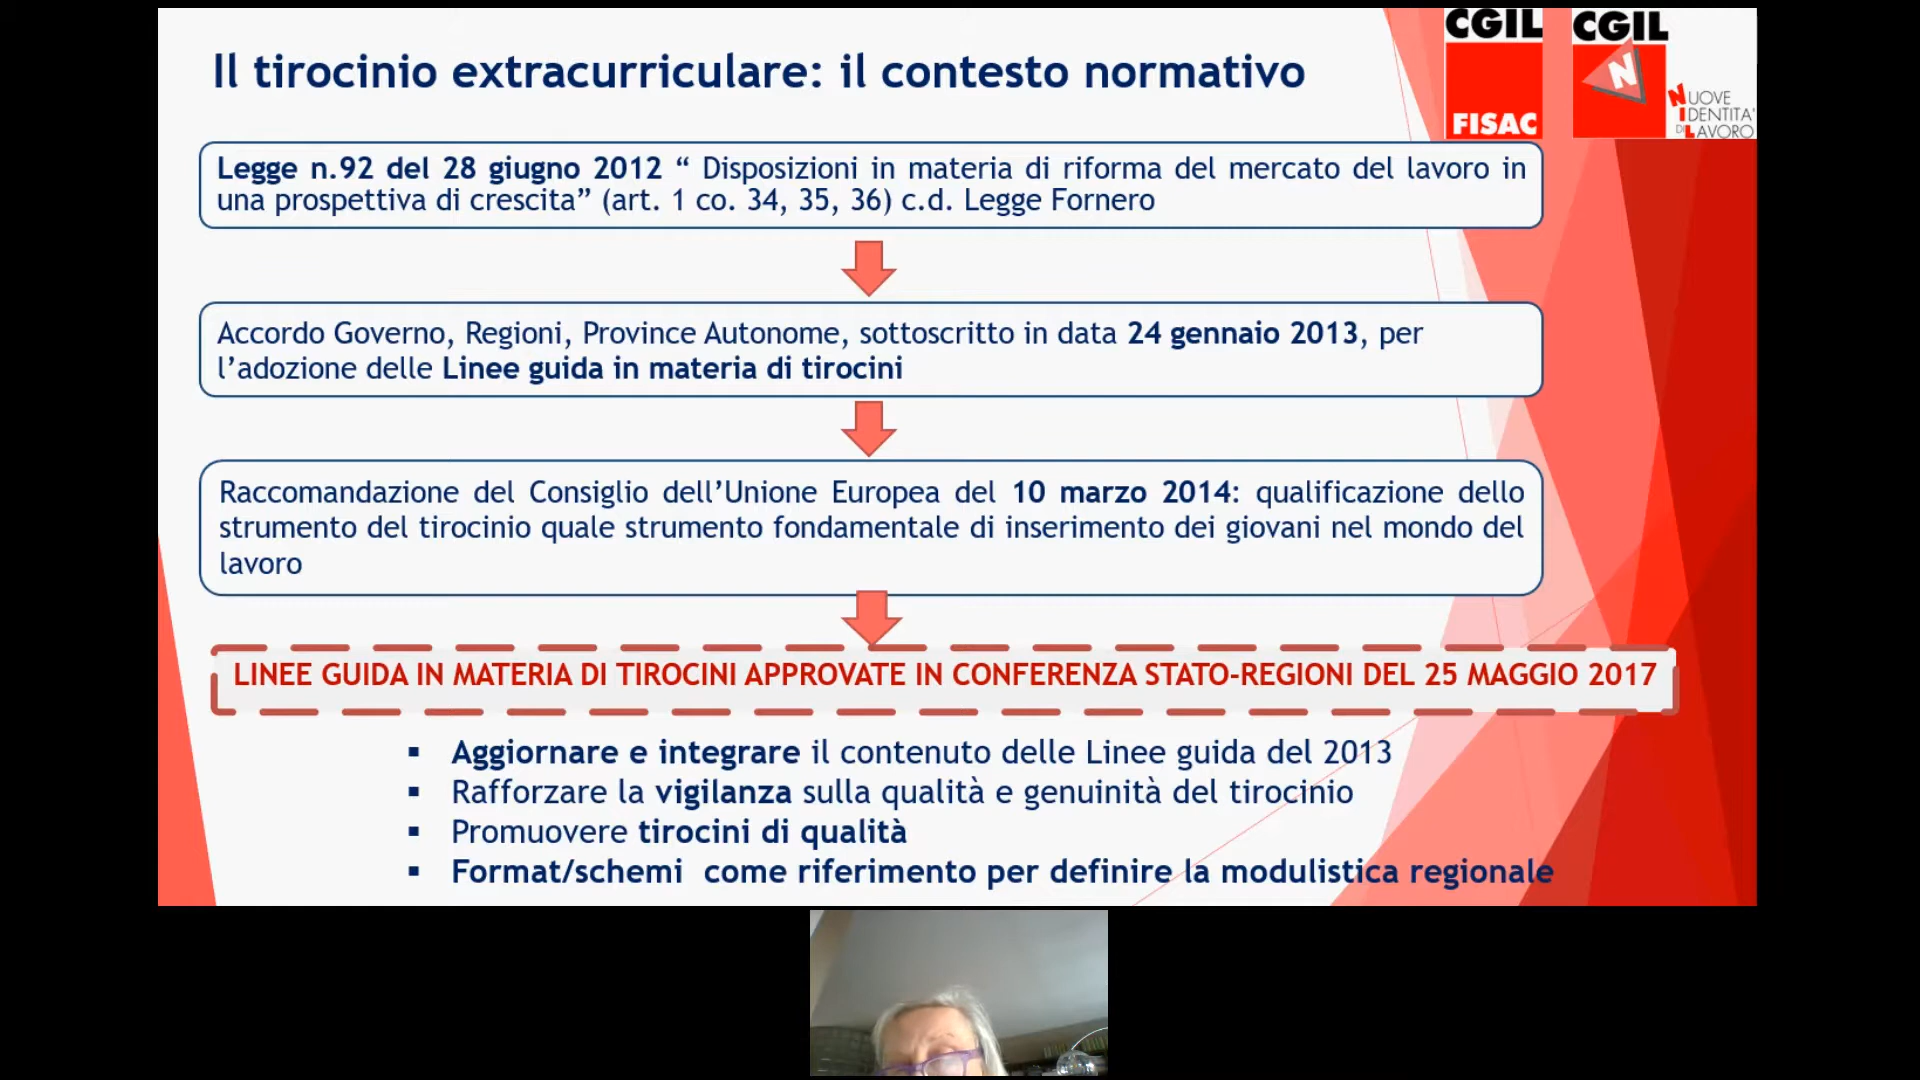 Il tirocinio extracurriculare: il contesto normativo
CGIL
FISAC
CGIL
N
NUOVE
IDENTITA'
DI LAVORO
Legge n.92 del 28 giugno 2012 “ Disposizioni in materia di riforma del mercato del lavoro in
una prospettiva di crescita” (art. 1 co. 34, 35, 36) c.d. Legge Fornero
Accordo Governo, Regioni, Province Autonome, sottoscritto in data 24 gennaio 2013, per
l’adozione delle Linee guida in materia di tirocini
Raccomandazione del Consiglio dell’Unione Europea del 10 marzo 2014: qualificazione dello
strumento del tirocinio quale strumento fondamentale di inserimento dei giovani nel mondo del
lavoro
LINEE GUIDA IN MATERIA DI TIROCINI APPROVATE IN CONFERENZA STATO-REGIONI DEL 25 MAGGIO 2017
▪ Aggiornare e integrare il contenuto delle Linee guida del 2013
▪ Rafforzare la vigilanza sulla qualità e genuinità del tirocinio
▪ Promuovere tirocini di qualità
▪ Format/schemi come riferimento per definire la modulistica regionale